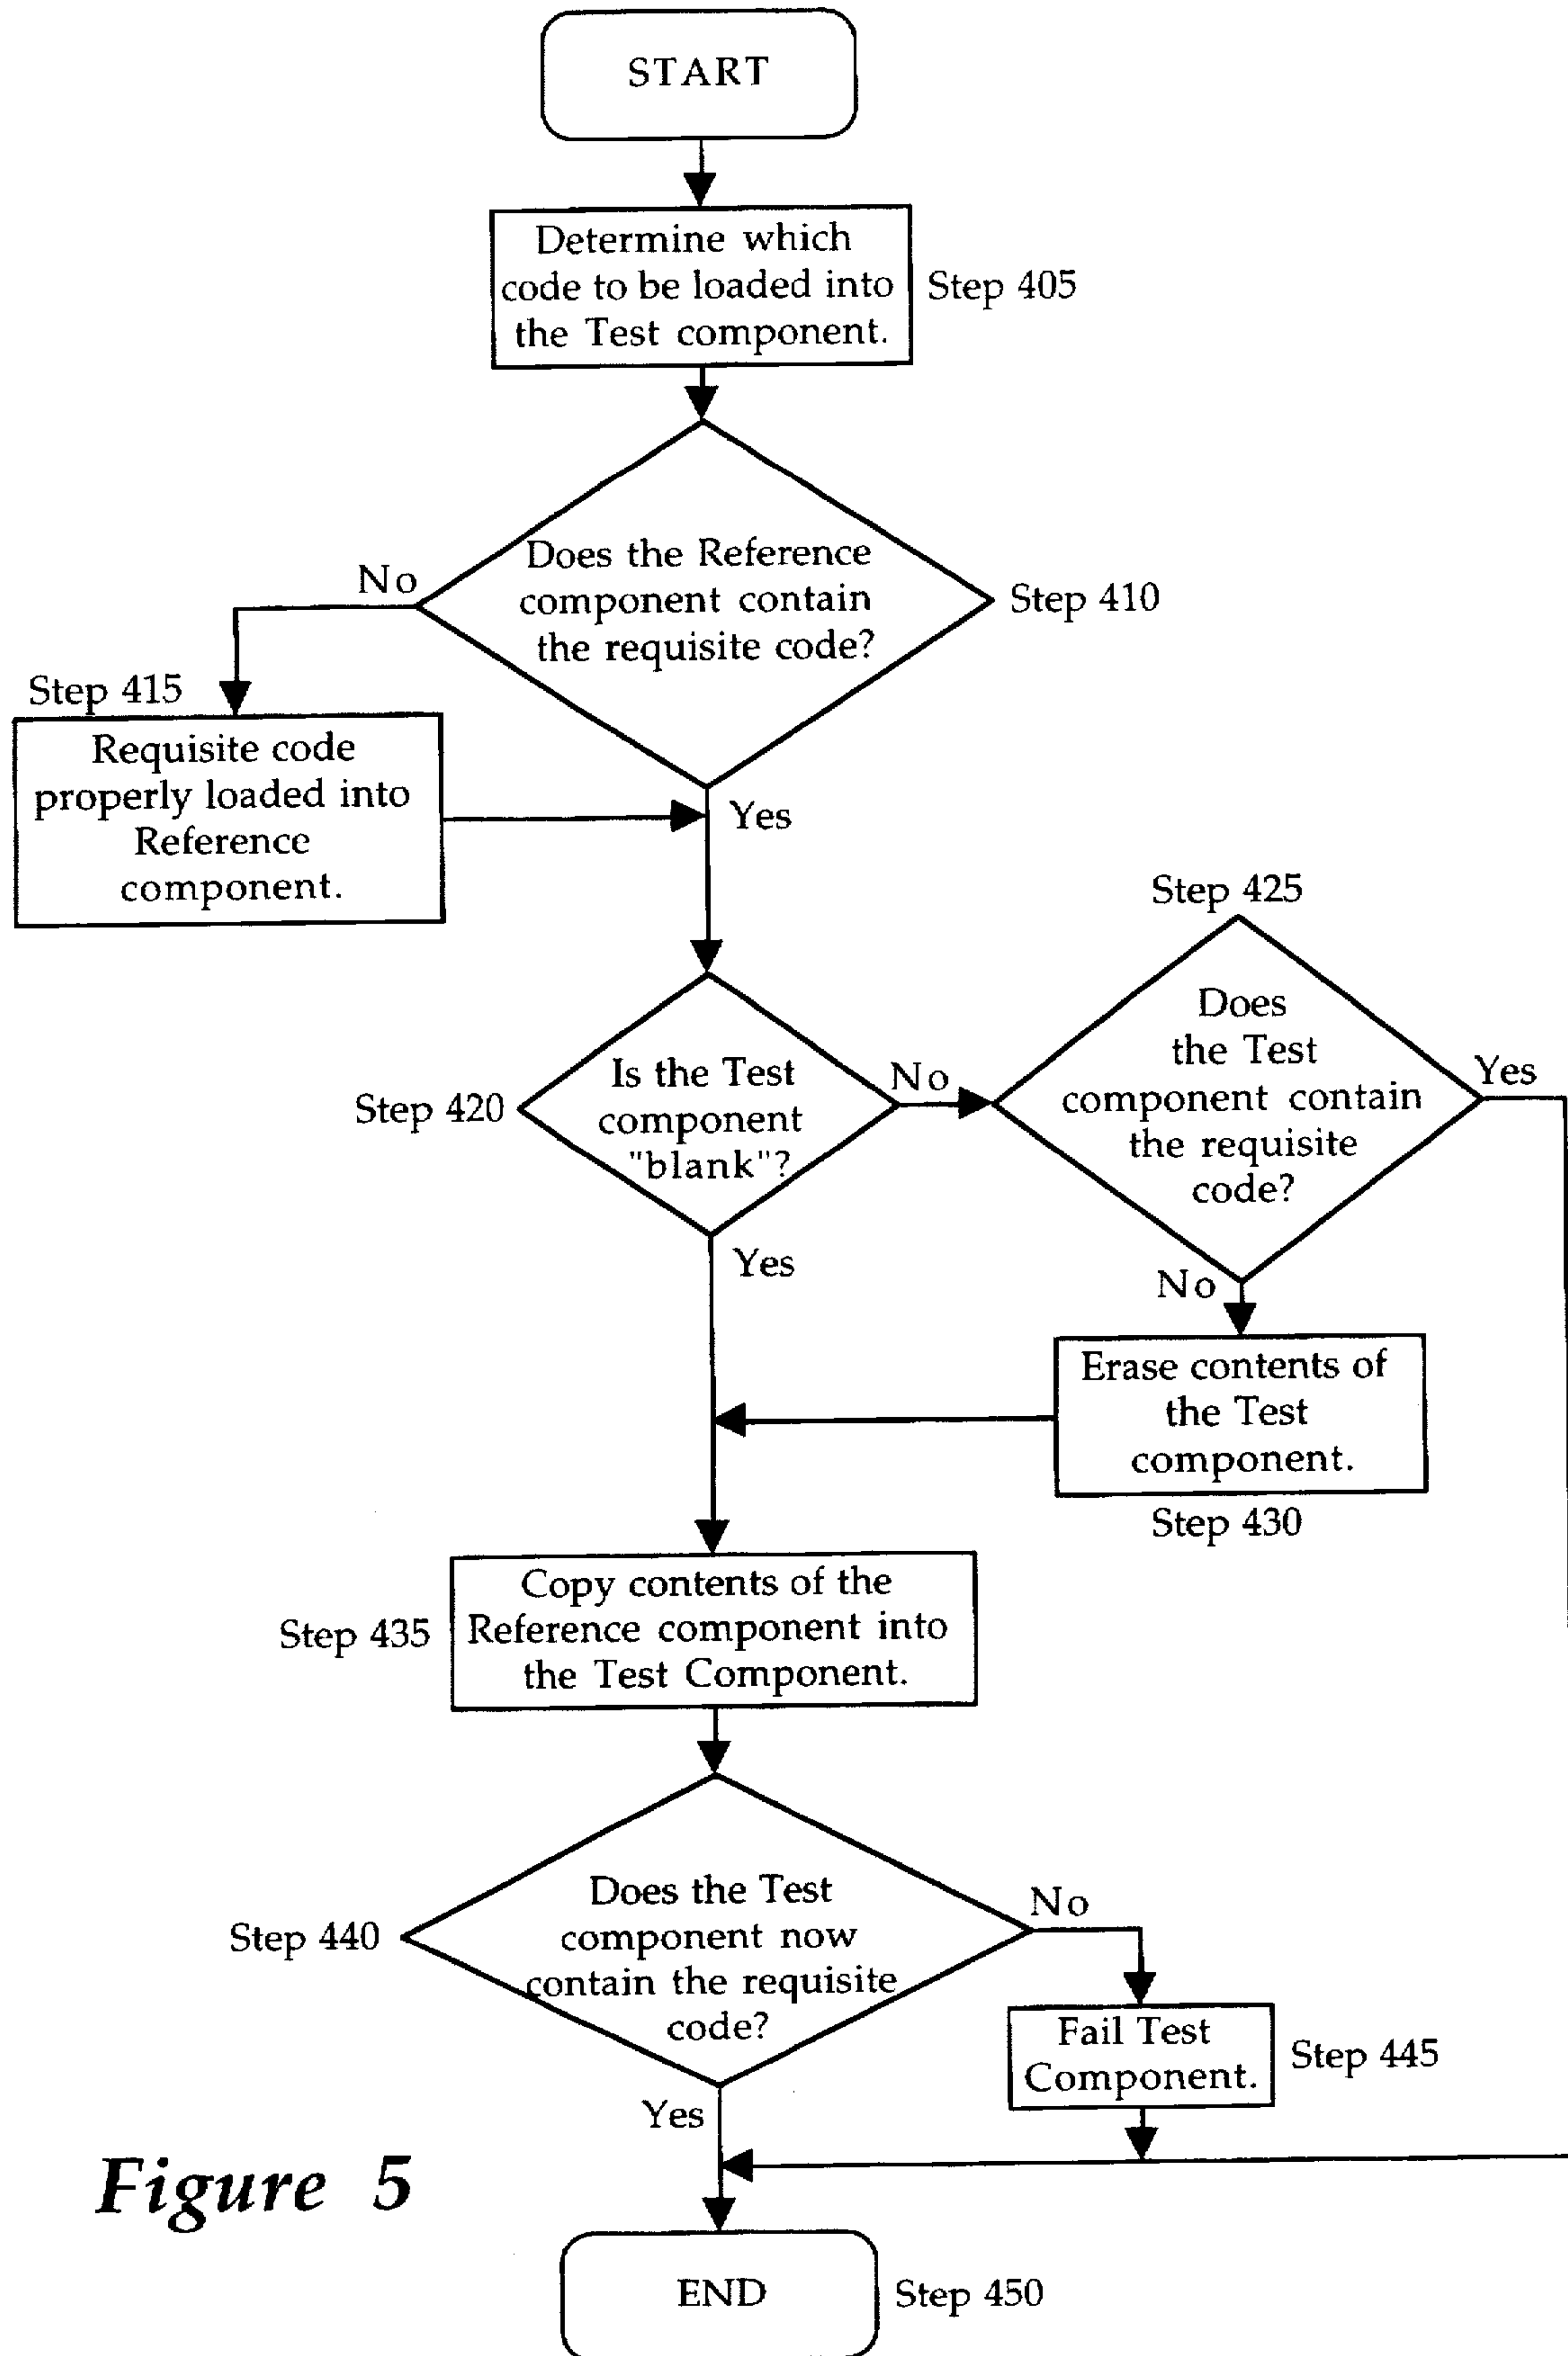 START
Determine which
code to be loaded into
the Test component.
Step 405
Does the Reference
component contain
the requisite code?
Step 410
No
Step 415
Requisite code
properly loaded into
Reference
component.
Yes
Step 420
Is the Test
component
"blank"?
No
Step 425
Does
the Test
component contain
the requisite
code?
Yes
No
Yes
Erase contents of
the Test
component.
Step 430
Step 435
Copy contents of the
Reference component into
the Test Component.
Step 440
Does the Test
component now
contain the requisite
code?
No
Fail Test
Component.
Step 445
Yes
Figure 5
END
Step 450